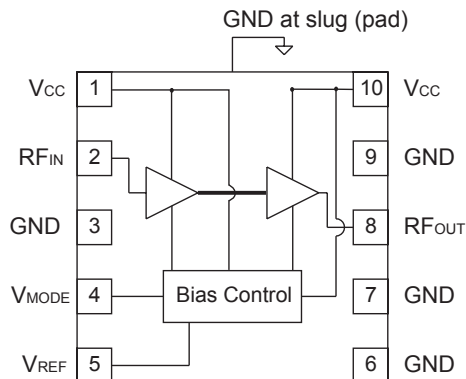 GND at slug (pad)
VCC 1 10 VCC
RFIN 2 9 GND
GND 3 8 RFOUT
VMODE 4 Bias Control 7 GND
VREF 5 6 GND